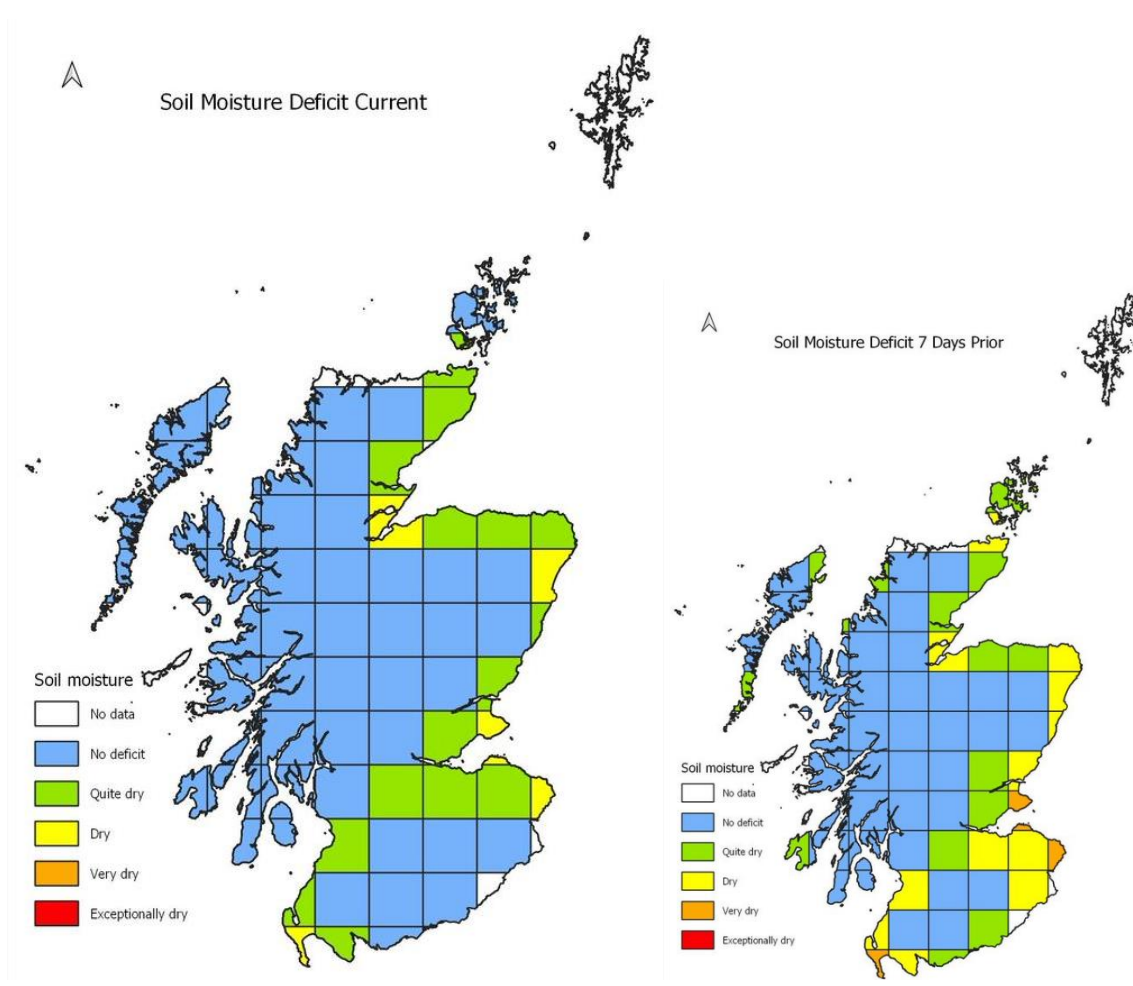 Soil Moisture Deficit Current
Soil moisture
No data
No deficit
Quite dry
Dry
Very dry
Exceptionally dry
Soil Moisture Deficit 7 Days Prior
Soil moisture
No data
No deficit
Quite dry
Dry
Very dry
Exceptionally dry